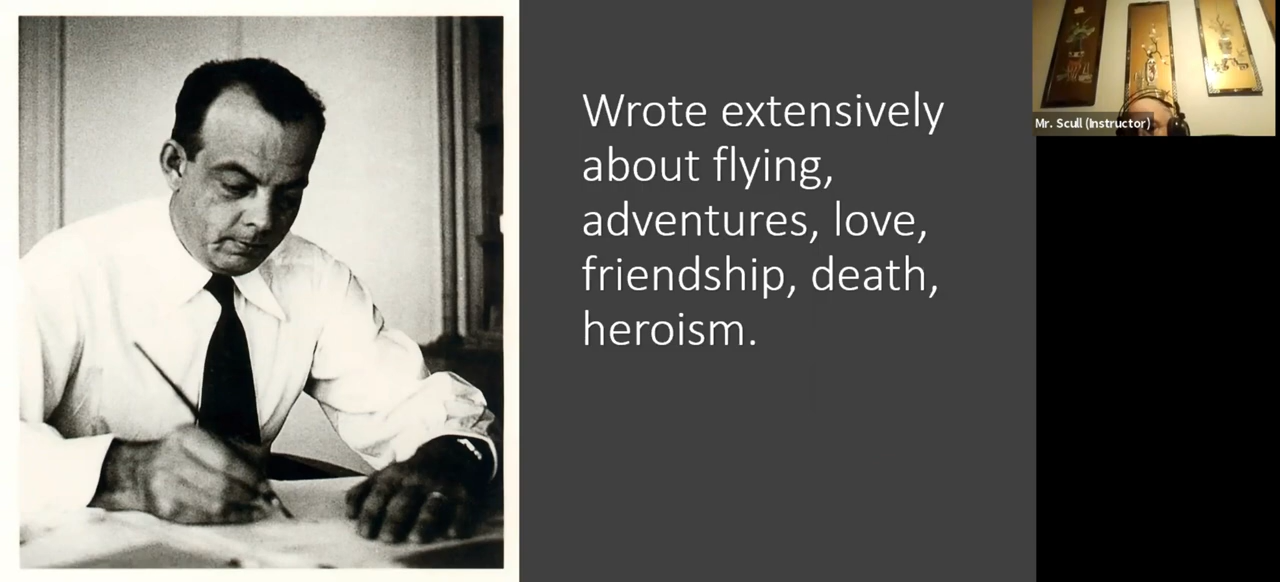 Wrote extensively
about flying,
adventures, love,
friendship, death,
heroism.
Mr. Scull (Instructor)